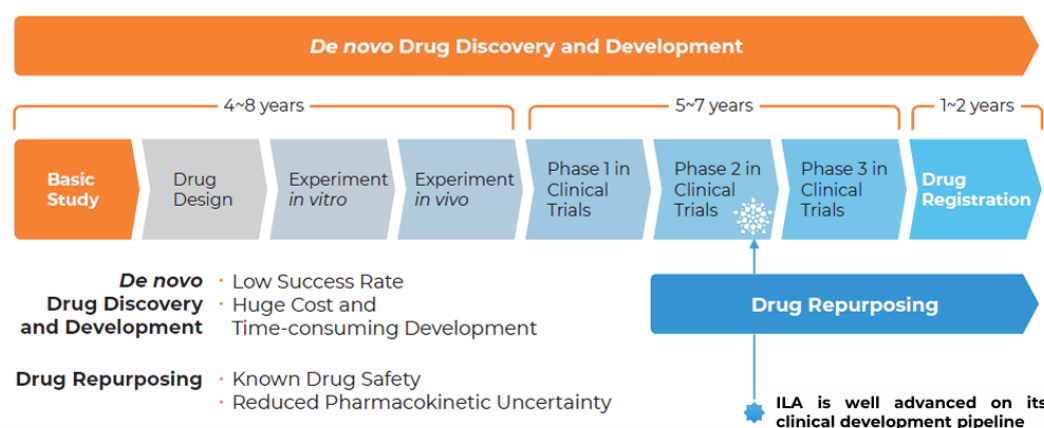 De novo Drug Discovery and Development
4~8 years
5~7 years
1~2 years
Basic
Study
Drug
Design
Experiment
in vitro
Experiment
in vivo
Phase 1 in
Clinical
Trials
Phase 2 in
Clinical
Trials
Phase 3 in
Clinical
Trials
Drug
Registration
De novo
Drug Discovery
and Development
· Low Success Rate
· Huge Cost and
Time-consuming Development
Drug Repurposing
Drug Repurposing
· Known Drug Safety
· Reduced Pharmacokinetic Uncertainty
ILA is well advanced on its
clinical development pipeline